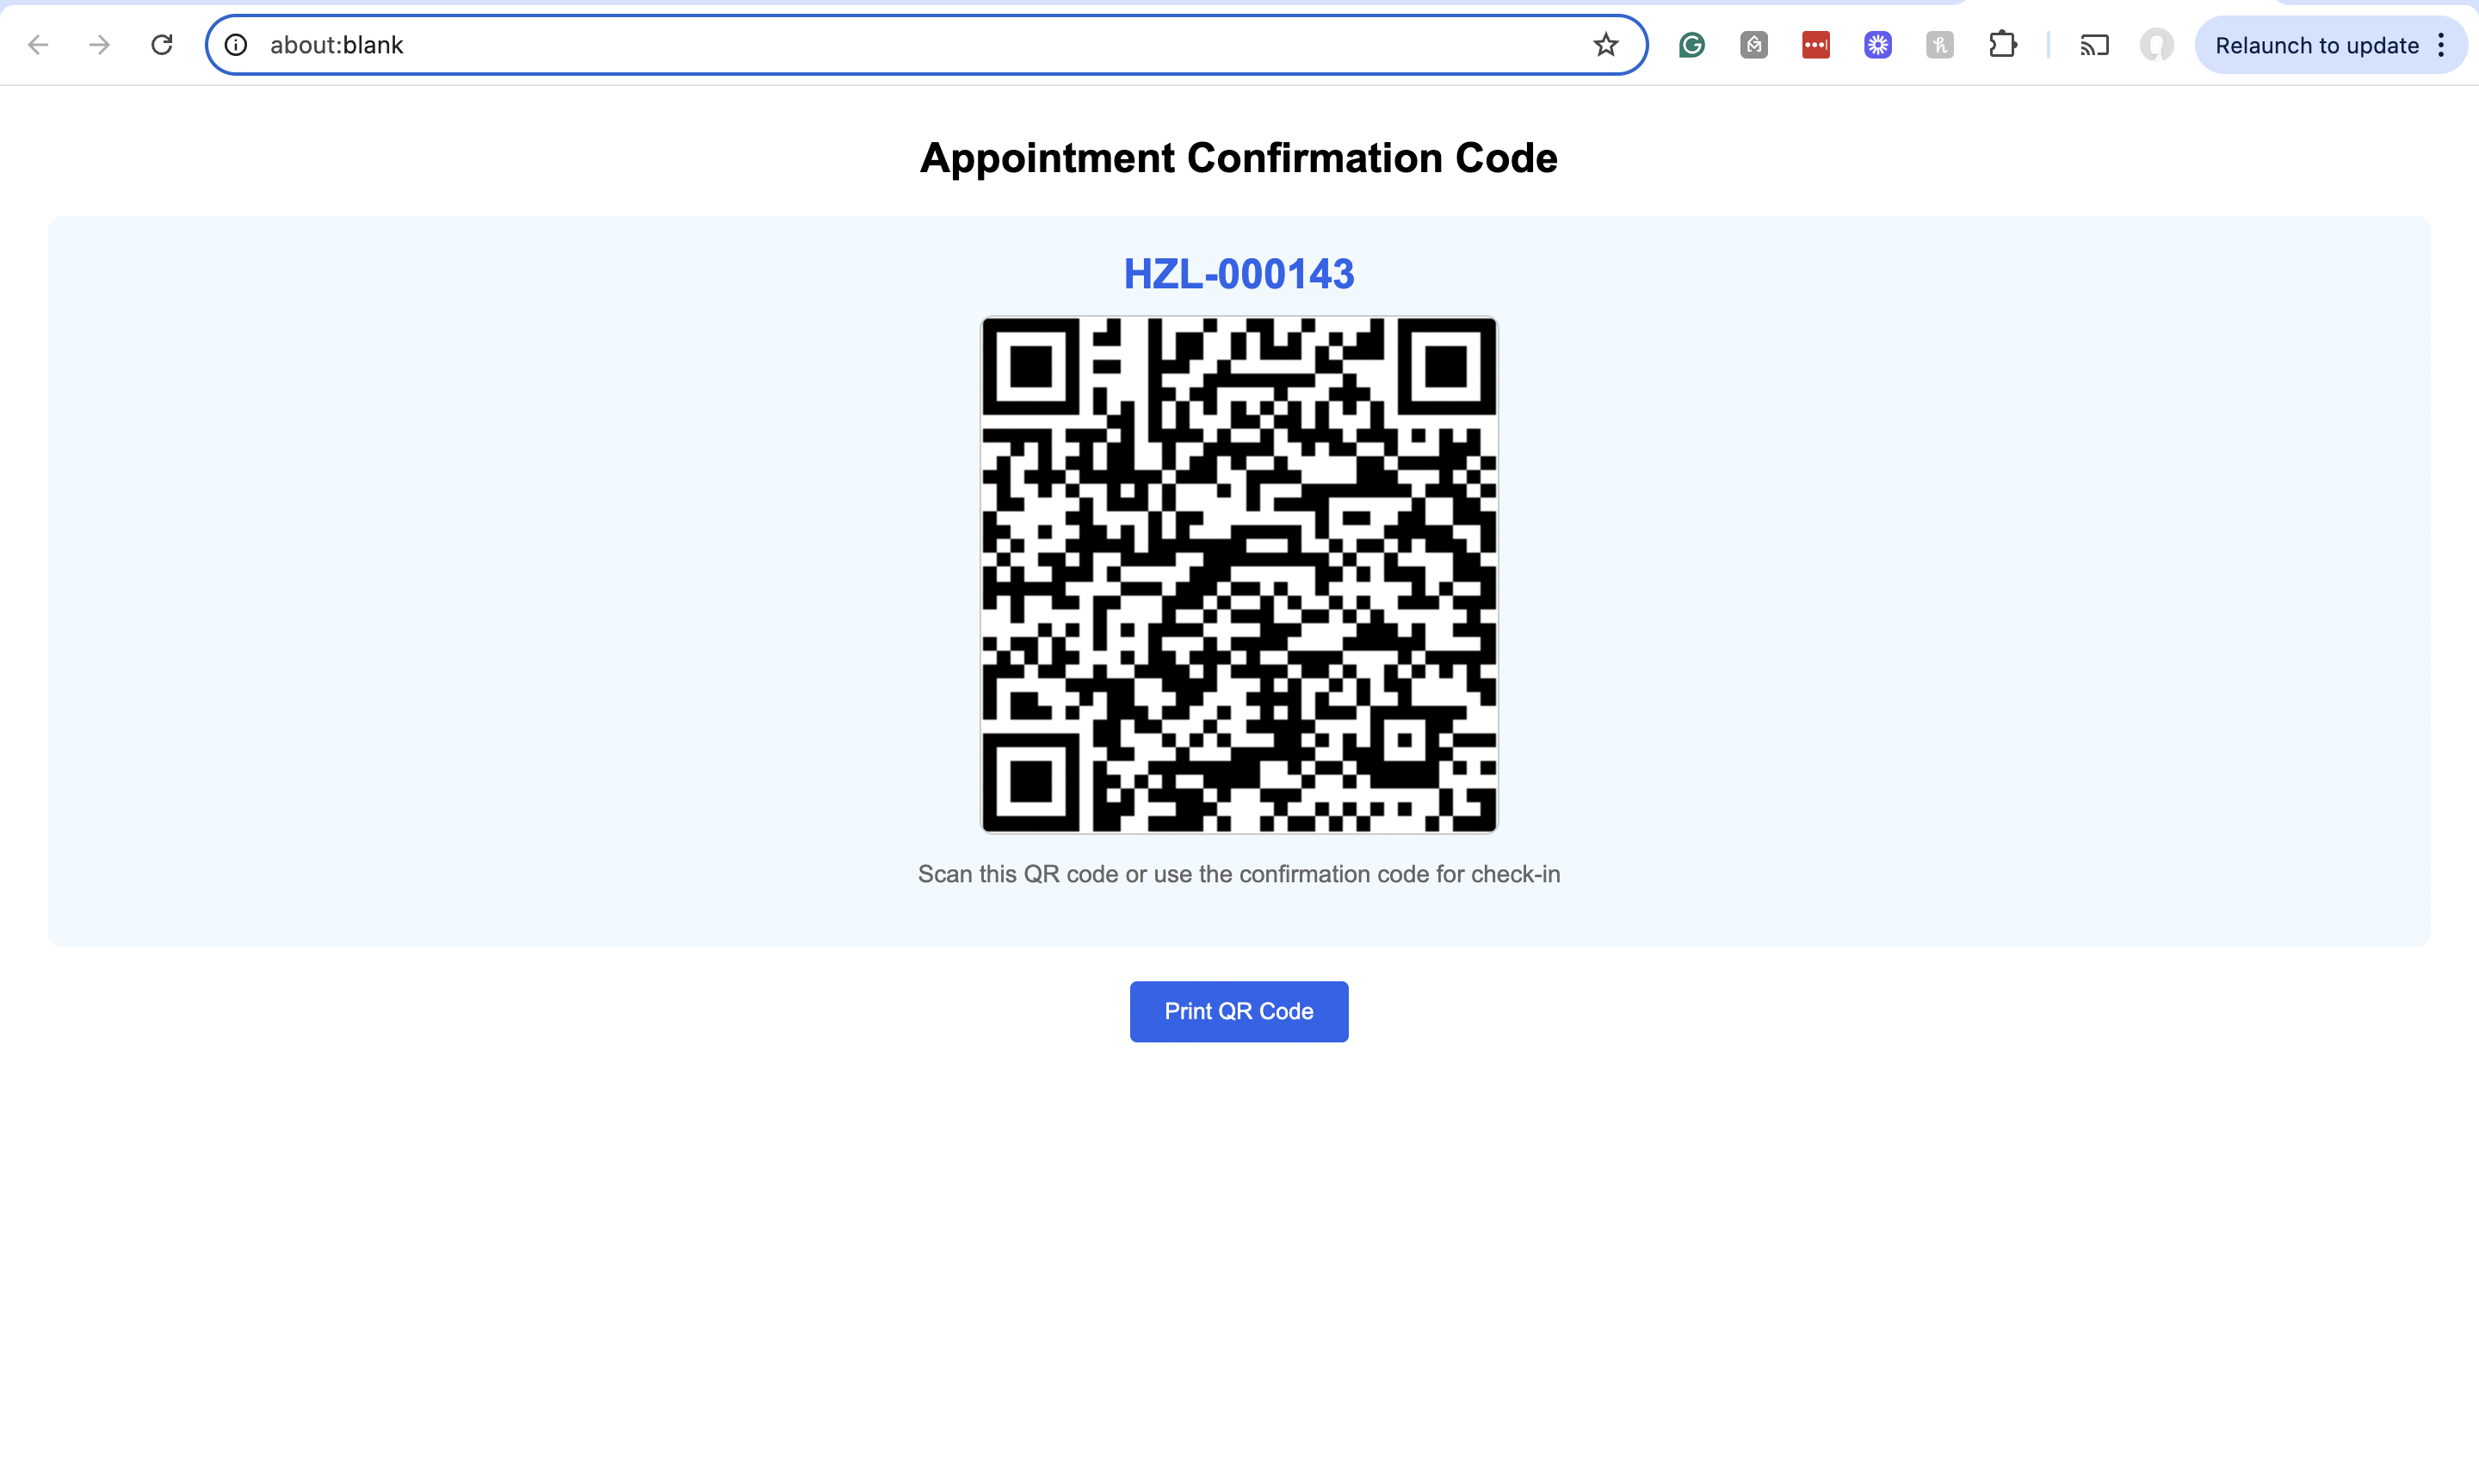 about:blank
Relaunch to update
Appointment Confirmation Code
HZL-000143
Scan this QR code or use the confirmation code for check-in
Print QR Code